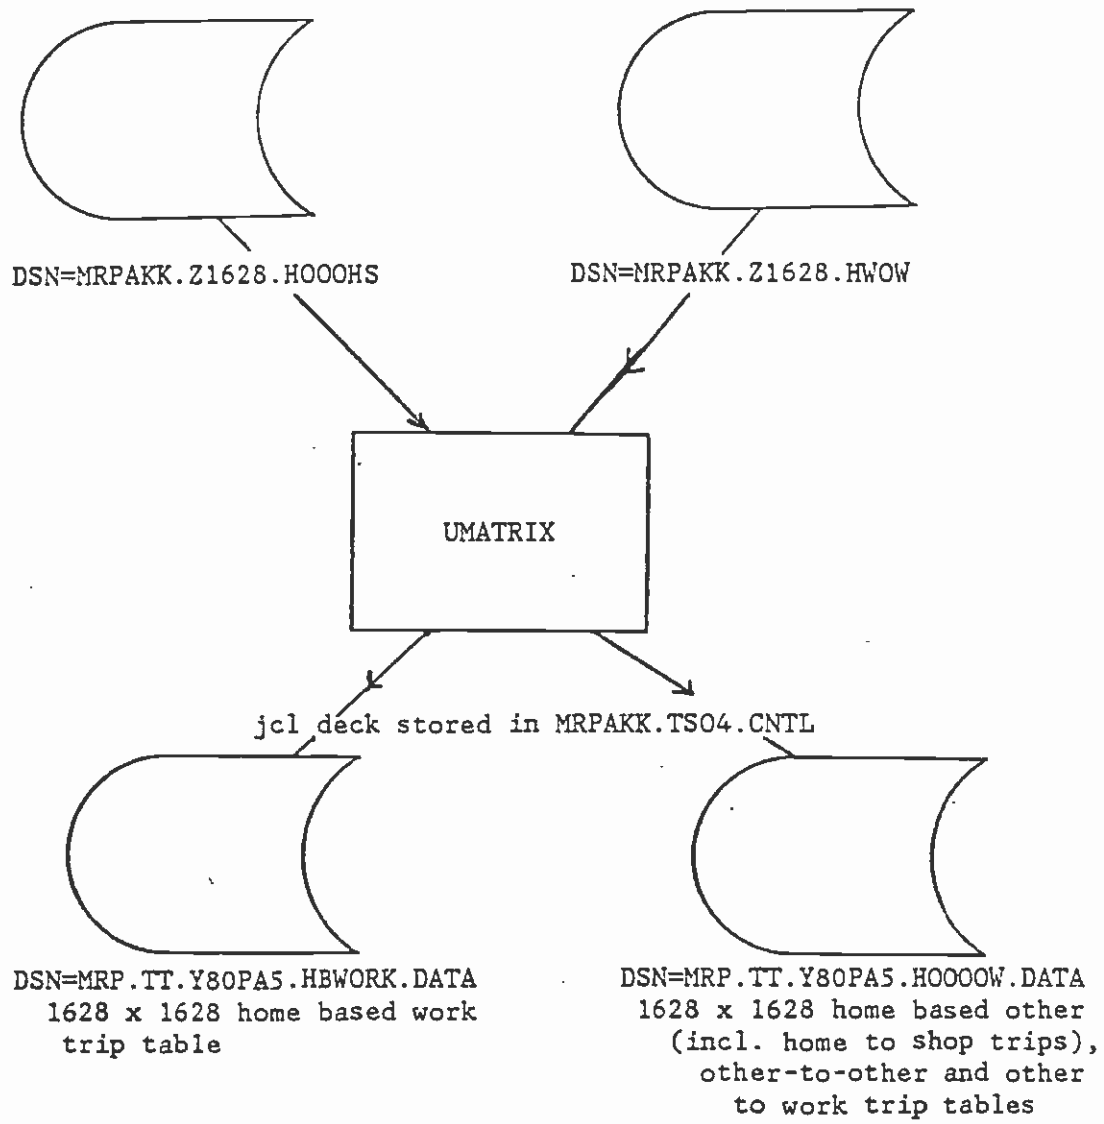 DSN=MRPAKK.Z1628.HOOOHS
DSN=MRPAKK.Z1628.HWOW
UMATRIX
jcl deck stored in MRPAKK.TSO4.CNTL
DSN=MRP.TT.Y80PA5.HBWORK.DATA
1628 x 1628 home based work
trip table
DSN=MRP.TT.Y80PA5.HOOOOW.DATA
1628 x 1628 home based other
(incl. home to shop trips),
other-to-other and other
to work trip tables